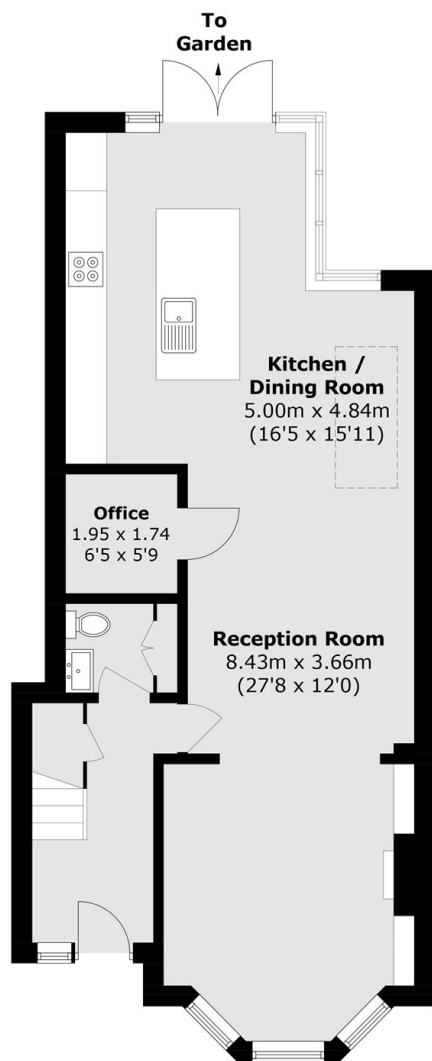 To
Garden
Kitchen /
Dining Room
5.00m x 4.84m
(16'5 x 15'11)
Office
1.95 x 1.74
6'5 x 5'9
Reception Room
8.43m x 3.66m
(27'8 x 12'0)